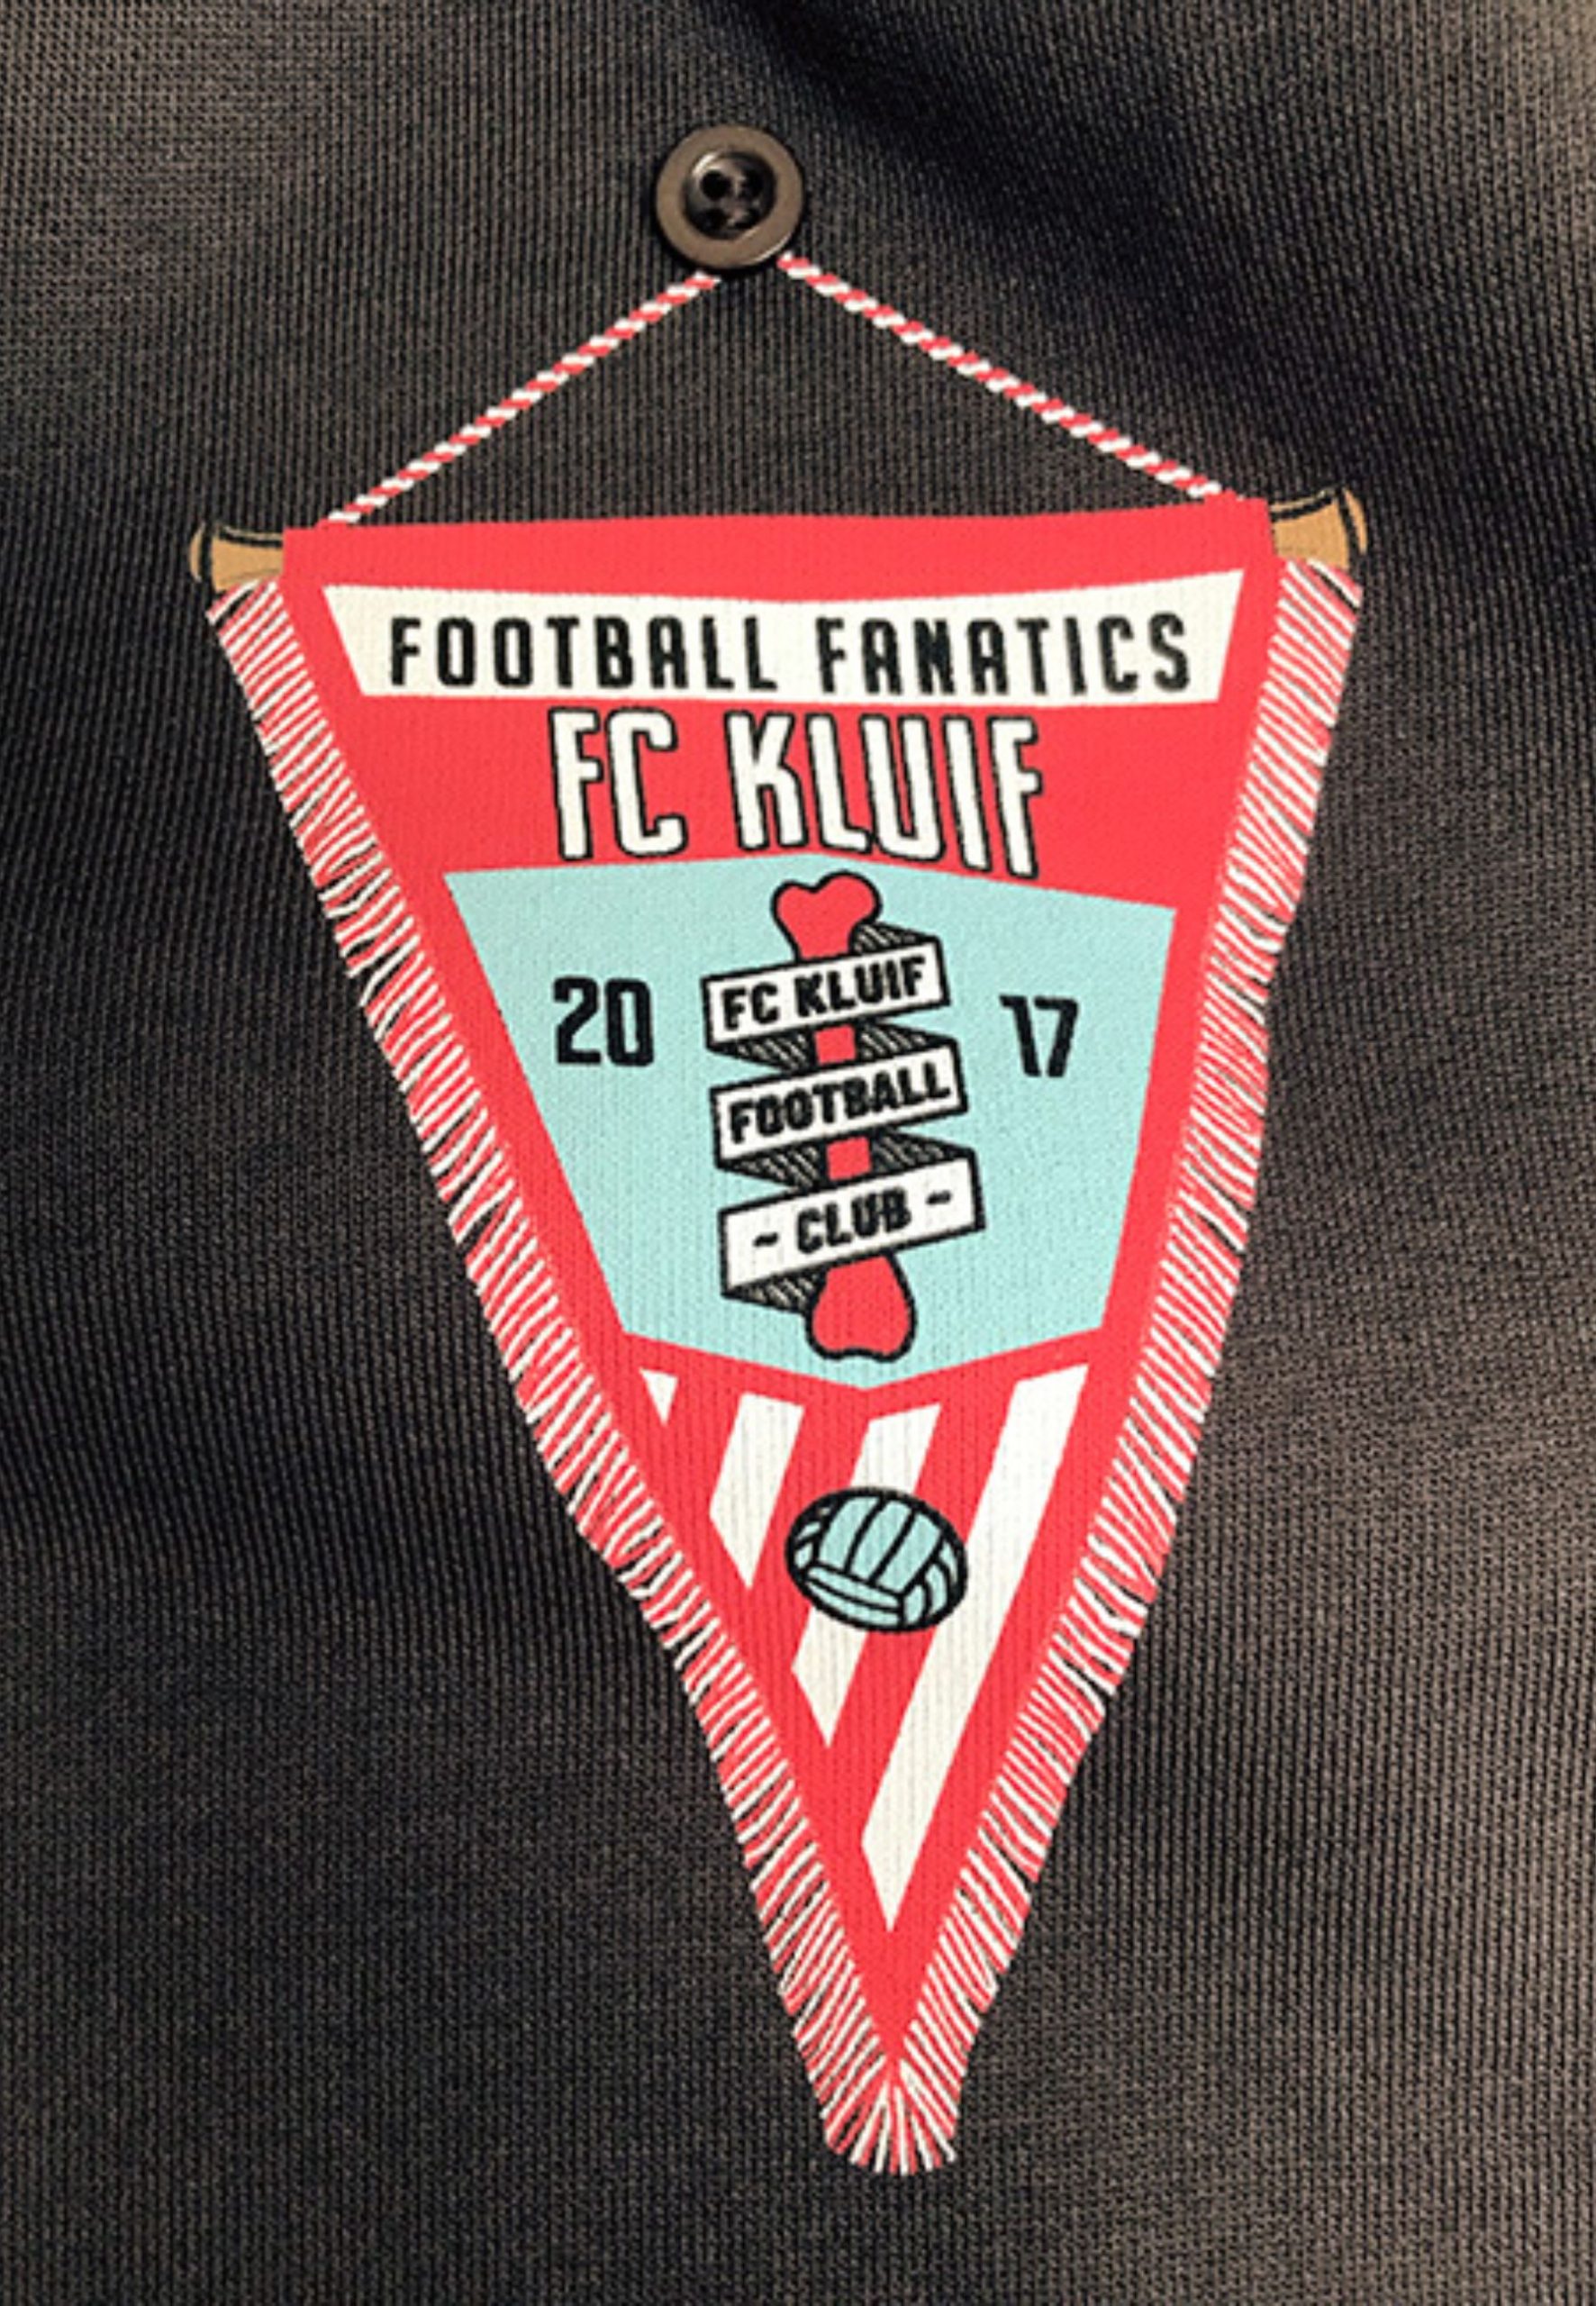 FOOTBALL FANATICS
FC KLUIF
20 17
FC KLUIF
FOOTBALL
~ CLUB ~